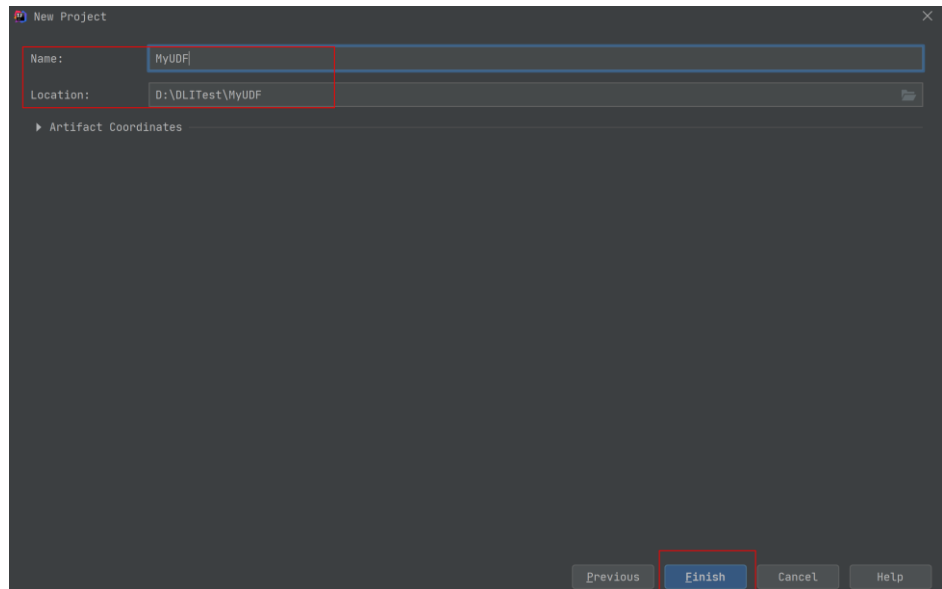 New Project
Name: MyUDF
Location: D:\DLITest\MyUDF
Artifact Coordinates
Previous Finish Cancel Help